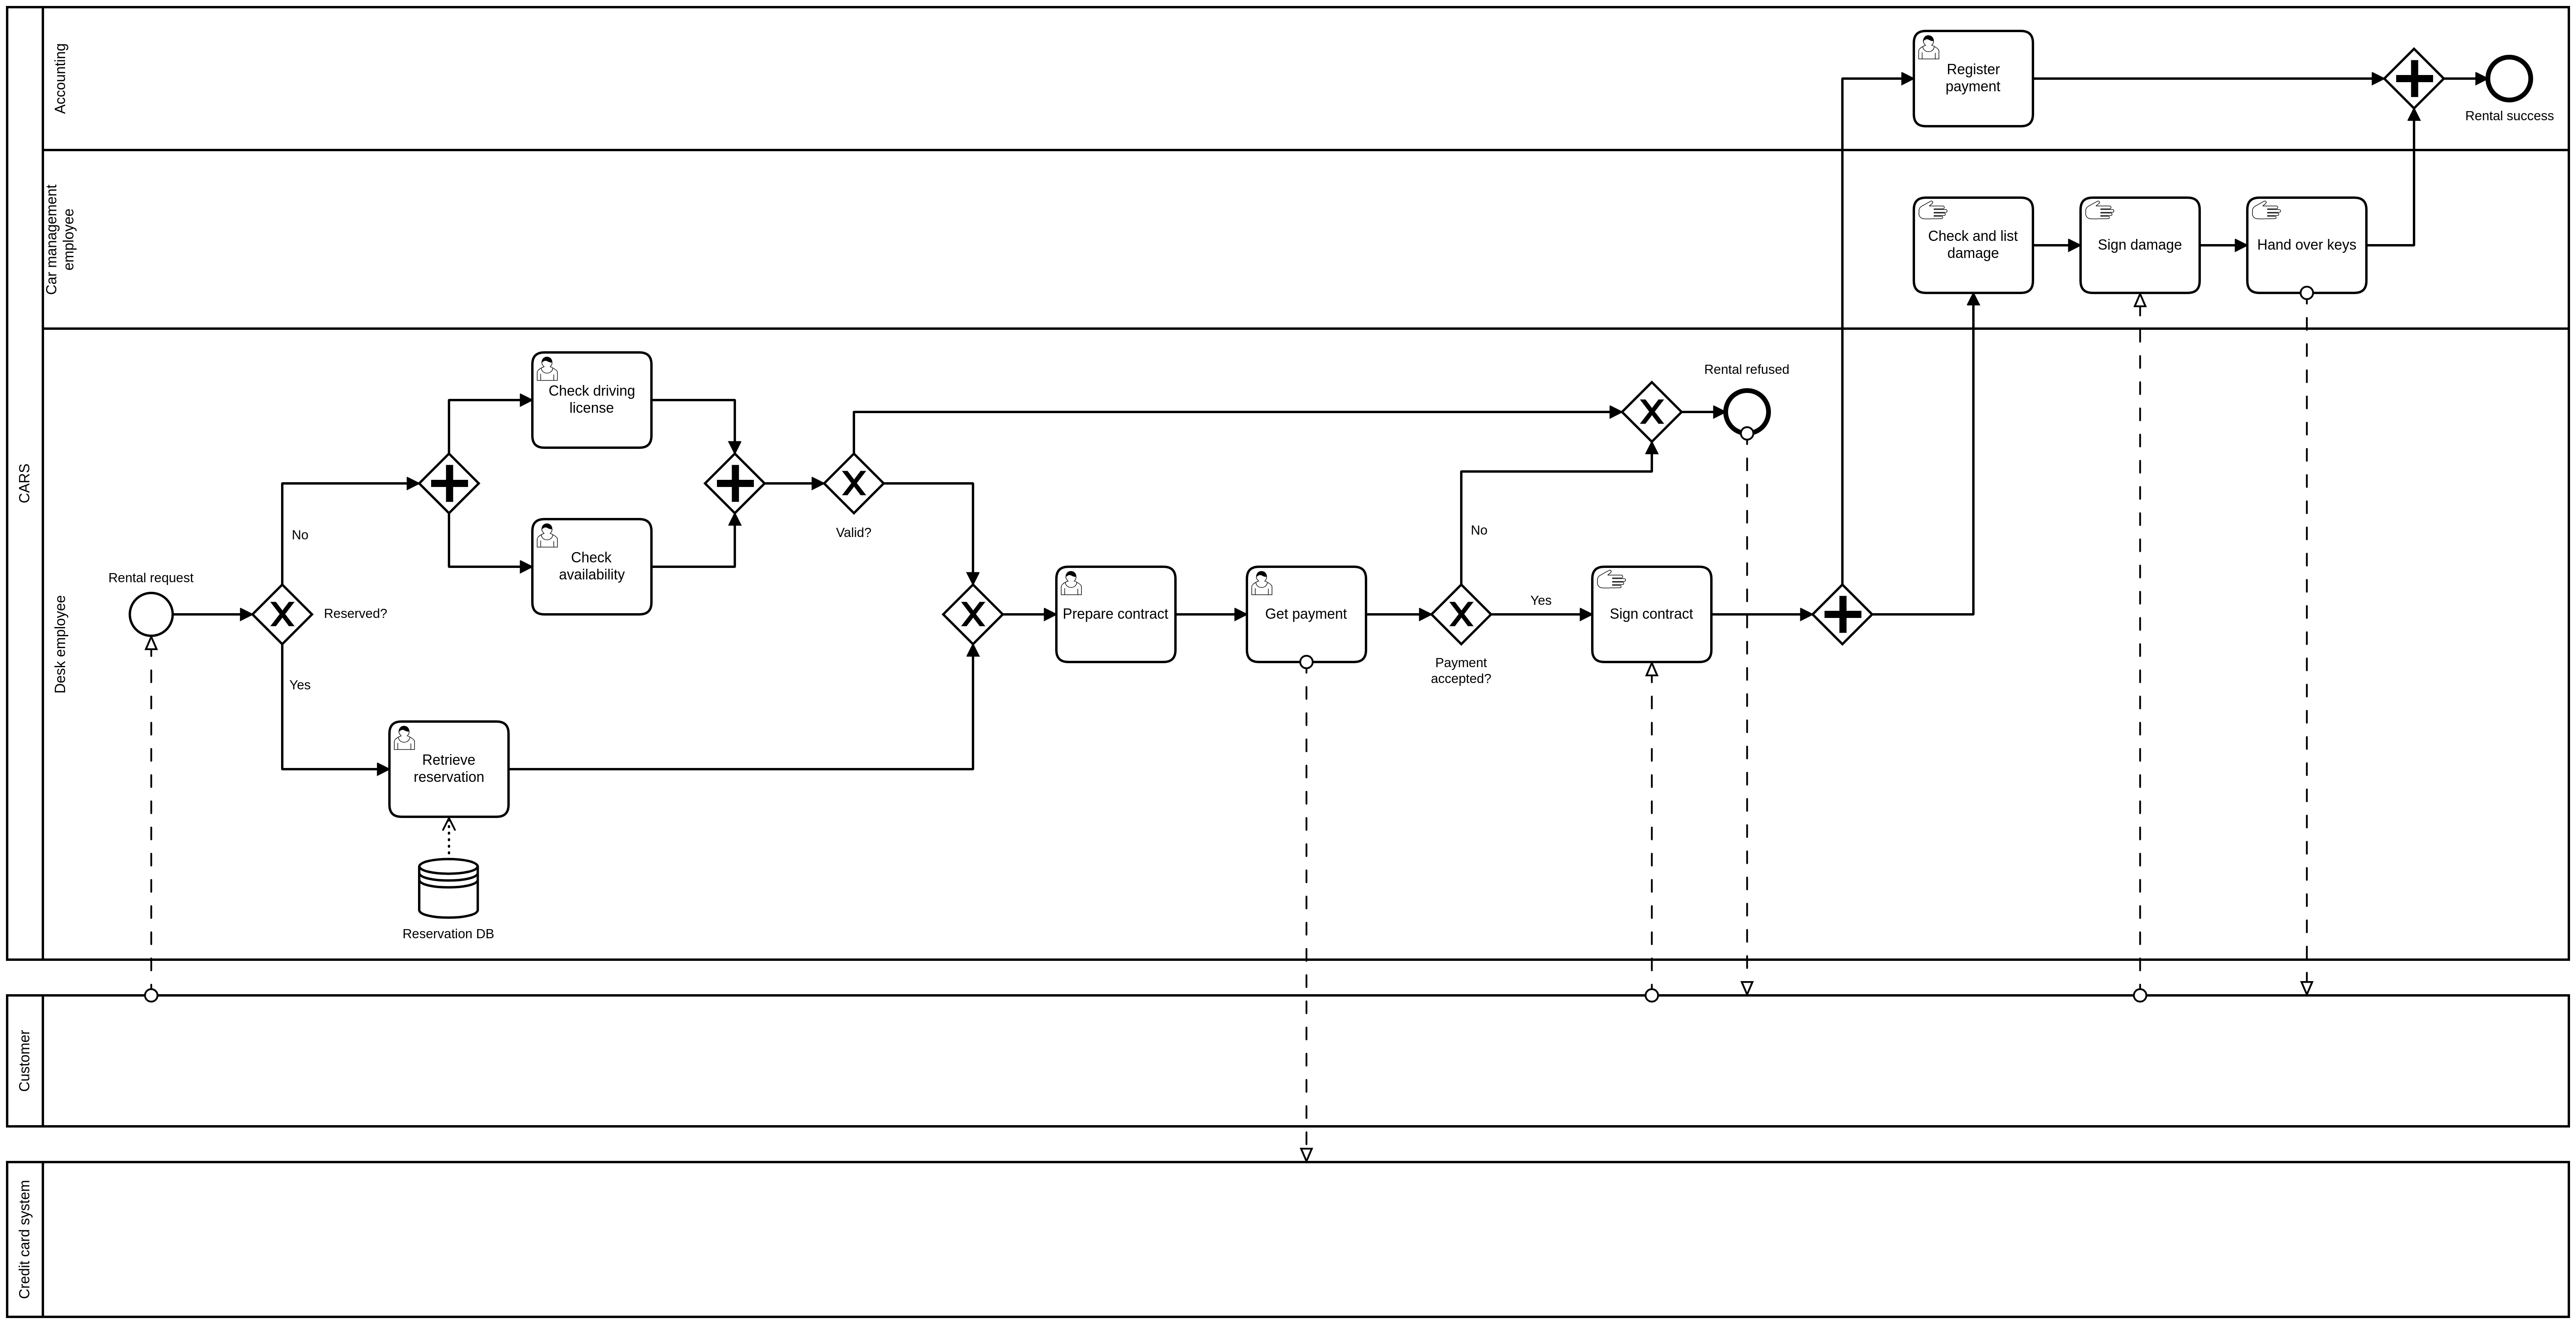 CARS
Accounting
Register
payment
Rental success
Car management
employee
Check and list
damage
Sign damage
Hand over keys
Desk employee
Rental request
Reserved?
No
Yes
Check driving
license
Check
availability
Valid?
Retrieve
reservation
Reservation DB
Prepare contract
Get payment
Payment
accepted?
No
Yes
Sign contract
Rental refused
Customer
Credit card system